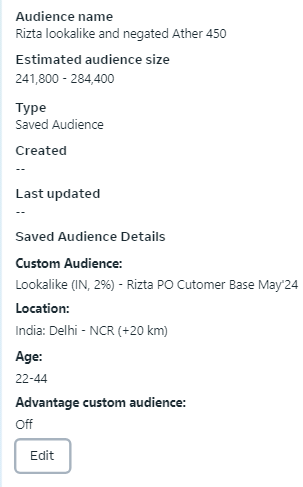 Audience name
Rizta lookalike and negated Ather 450
Estimated audience size
241,800 - 284,400
Type
Saved Audience
Created
--
Last updated
--
Saved Audience Details
Custom Audience:
Lookalike (IN, 2%) - Rizta PO Cutomer Base May'24
Location:
India: Delhi - NCR (+20 km)
Age:
22-44
Advantage custom audience:
Off
Edit